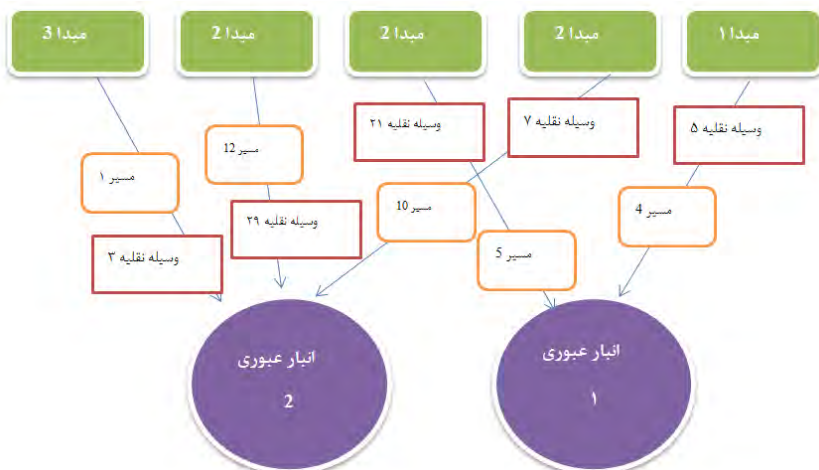 مبدا ۱
مبدا 2
مبدا 2
مبدا 2
مبدا 3
وسیله نقلیه ۵
وسیله نقلیه ۷
وسیله نقلیه ۲۱
مسیر 12
مسیر ۱
مسیر 4
مسیر 10
وسیله نقلیه ۲۹
مسیر 5
وسیله نقلیه ۳
انبار عبوری
۱
انبار عبوری
2